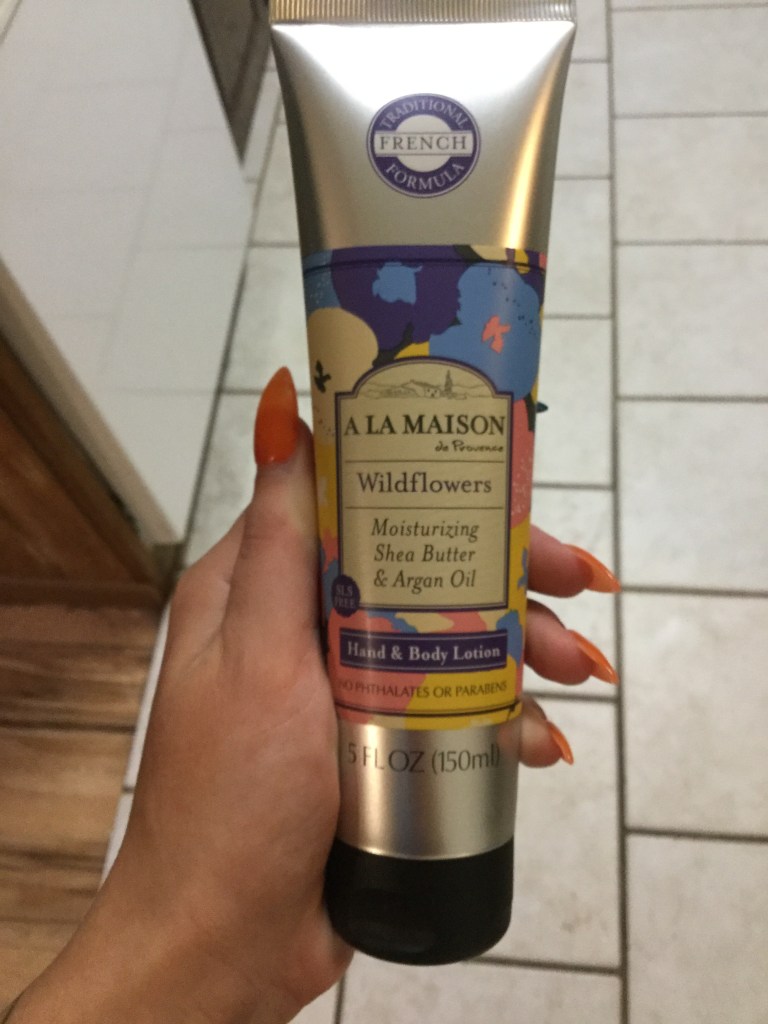 TRADITIONAL
FRENCH
FORMULA
A LA MAISON
de Provence
Wildflowers
Moisturizing
Shea Butter
& Argan Oil
SLS
FREE
Hand & Body Lotion
NO PHTHALATES OR PARABENS
5 FL OZ (150ml)